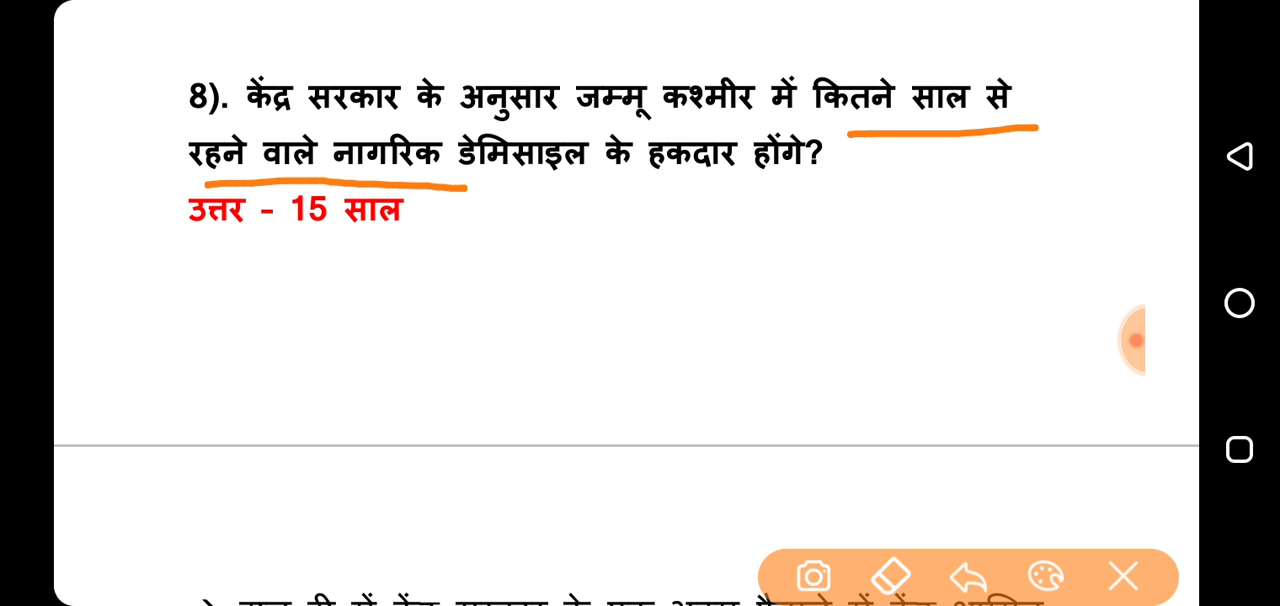 8). केंद्र सरकार के अनुसार जम्मू कश्मीर में कितने साल से
रहने वाले नागरिक डेमिसाइल के हकदार होंगे?
उत्तर - 15 साल